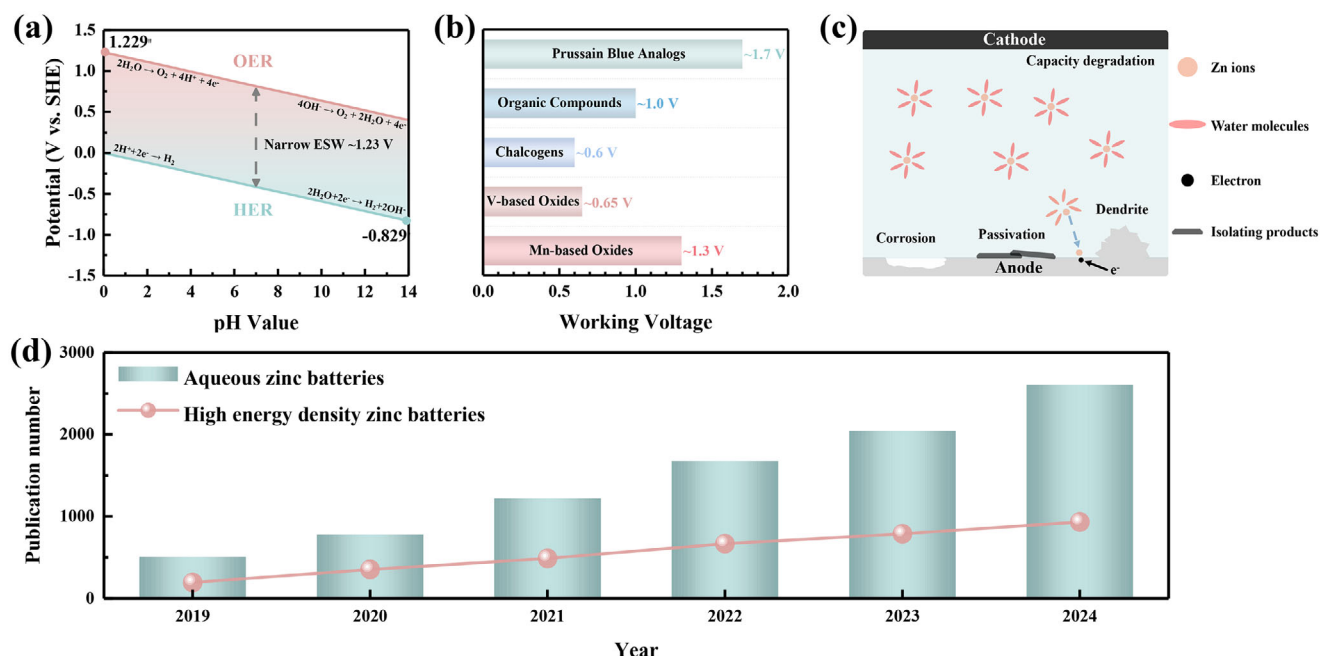 (a)
1.5
1.0
0.5
0.0
-0.5
-1.0
-1.5
Potential (V vs. SHE)
1.229
OER
2H₂O → O₂ + 4H⁺ + 4e⁻
4OH⁻ → O₂ + 2H₂O + 4e⁻
Narrow ESW ~1.23 V
2H⁺+2e⁻ → H₂
2H₂O+2e⁻ → H₂+2OH⁻
HER
-0.829
0 2 4 6 8 10 12 14
pH Value
(b)
Prussain Blue Analogs ~1.7 V
Organic Compounds ~1.0 V
Chalcogens ~0.6 V
V-based Oxides ~0.65 V
Mn-based Oxides ~1.3 V
0.0 0.5 1.0 1.5 2.0
Working Voltage
(c)
Cathode
Capacity degradation
Corrosion
Passivation
Dendrite
Anode
e⁻
Zn ions
Water molecules
Electron
Isolating products
(d)
3000
2000
1000
0
Publication number
Aqueous zinc batteries
High energy density zinc batteries
2019 2020 2021 2022 2023 2024
Year